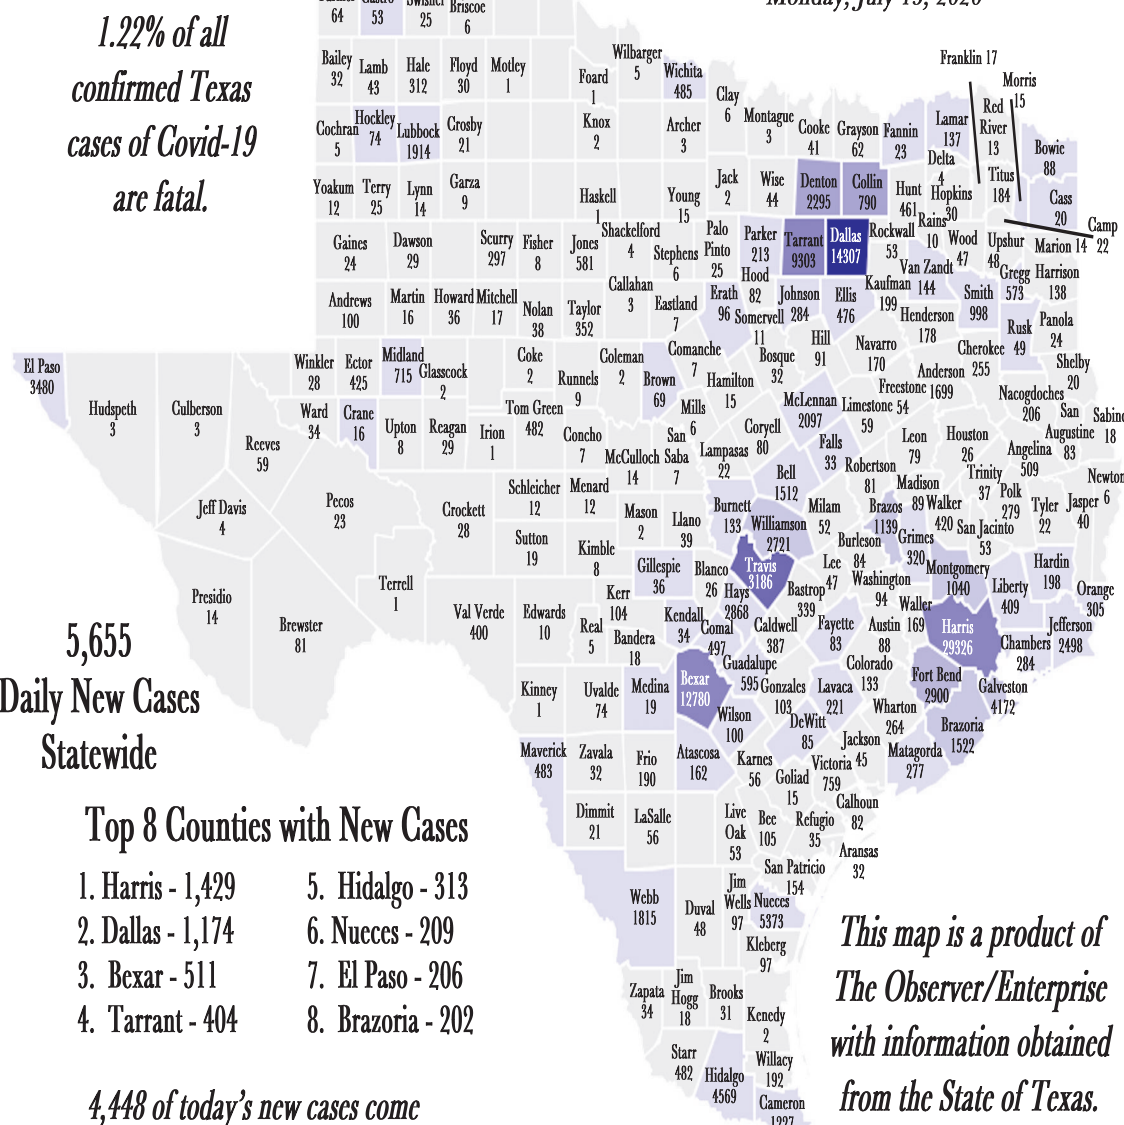 Monday, July 13, 2020
1.22% of all
confirmed Texas
cases of Covid-19
are fatal.
64
53
Swisher
25
Briscoe
6
Bailey
32
Lamb
43
Hale
312
Floyd
30
Motley
1
Foard
1
Wilbarger
5
Wichita
485
Clay
6
Montague
3
Cooke
41
Grayson
62
Fannin
23
Lamar
137
Franklin 17
Morris
15
Red
River
13
Bowie
88
Cochran
5
Hockley
74
Lubbock
1914
Crosby
21
Knox
2
Archer
3
Delta
4
Titus
184
Cass
20
Yoakum
12
Terry
25
Lynn
14
Garza
9
Haskell
1
Young
15
Jack
2
Wise
44
Denton
2295
Collin
790
Hunt
461
Hopkins
30
Rains
10
Camp
22
Gaines
24
Dawson
29
Scurry
297
Fisher
8
Jones
581
Shackelford
4
Stephens
6
Palo
Pinto
25
Parker
213
Tarrant
9303
Dallas
14307
Rockwall
53
Wood
47
Upshur
48
Marion 14
Van Zandt
144
Gregg
573
Harrison
138
Andrews
100
Martin
16
Howard
36
Mitchell
17
Nolan
38
Taylor
352
Callahan
3
Eastland
7
Erath
96
Hood
82
Somervell
11
Johnson
284
Ellis
476
Kaufman
199
Henderson
178
Smith
998
Rusk
49
Panola
24
El Paso
3480
Winkler
28
Ector
425
Midland
715
Glasscock
2
Coke
2
Runnels
9
Coleman
2
Brown
69
Comanche
7
Hamilton
15
Bosque
32
Hill
91
Navarro
170
Cherokee
255
Anderson
1699
Freestone 54
Shelby
20
Nacogdoches
206
Hudspeth
3
Culberson
3
Reeves
59
Ward
34
Crane
16
Upton
8
Reagan
29
Irion
1
Tom Green
482
Concho
7
McCulloch
14
San
Saba
7
Mills
6
Lampasas
22
Coryell
80
McLennan
2097
Limestone
59
Falls
33
Leon
79
Houston
26
San
Augustine
83
Sabine
18
Angelina
509
Trinity
37
Newton
6
Jeff Davis
4
Pecos
23
Crockett
28
Schleicher
12
Menard
12
Mason
2
Llano
39
Burnett
133
Bell
1512
Williamson
2721
Milam
52
Robertson
81
Brazos
1139
Madison
89
Walker
420
Polk
279
Tyler
22
Jasper
40
San Jacinto
53
Grimes
320
Burleson
84
Sutton
19
Kimble
8
Gillespie
36
Blanco
26
Travis
3186
Hays
2868
Bastrop
339
Lee
47
Washington
94
Waller
169
Montgomery
1040
Liberty
409
Hardin
198
Orange
305
Presidio
14
Brewster
81
Terrell
1
Val Verde
400
Edwards
10
Real
5
Kerr
104
Bandera
18
Kendall
34
Comal
497
Caldwell
387
Fayette
83
Austin
88
Harris
29326
Chambers
284
Jefferson
2498
Guadalupe
595
Gonzales
103
Colorado
133
Fort Bend
2900
Galveston
4172
Kinney
1
Uvalde
74
Medina
19
Bexar
12780
Wilson
100
Lavaca
221
DeWitt
85
Wharton
264
Brazoria
1522
Matagorda
277
Jackson
45
Maverick
483
Zavala
32
Frio
190
Atascosa
162
Karnes
56
Goliad
15
Victoria
759
Calhoun
82
Dimmit
21
LaSalle
56
Live
Oak
53
Bee
105
Refugio
35
Aransas
32
San Patricio
154
Webb
1815
Duval
48
Jim
Wells
97
Nueces
5373
Kleberg
97
Zapata
34
Jim
Hogg
18
Brooks
31
Kenedy
2
Starr
482
Hidalgo
4569
Willacy
192
Cameron
1227
5,655
Daily New Cases
Statewide
Top 8 Counties with New Cases
1. Harris - 1,429
2. Dallas - 1,174
3. Bexar - 511
4. Tarrant - 404
5. Hidalgo - 313
6. Nueces - 209
7. El Paso - 206
8. Brazoria - 202
4,448 of today's new cases come
This map is a product of
The Observer/Enterprise
with information obtained
from the State of Texas.